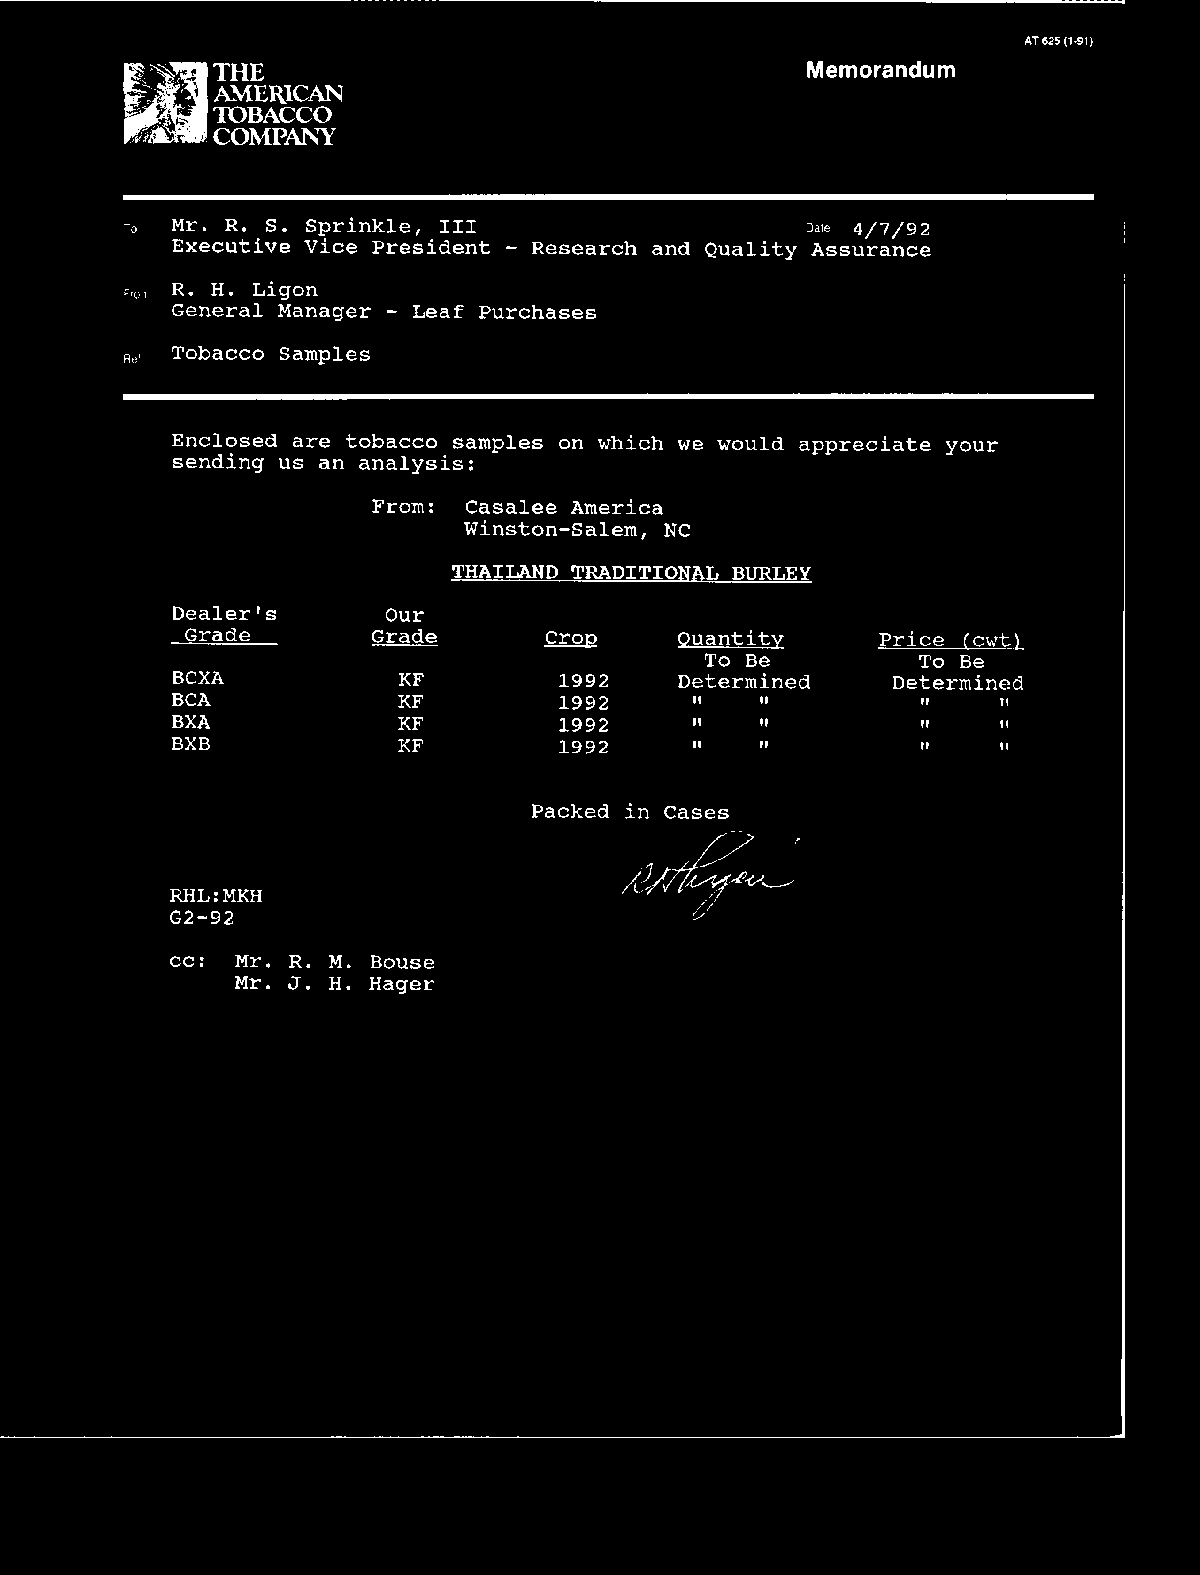 AT 625 (1-91)
THE
AMERICAN
TOBACCO
COMPANY
Memorandum
To Mr. R. S. Sprinkle, III Date 4/7/92
Executive Vice President - Research and Quality Assurance
From R. H. Ligon
General Manager - Leaf Purchases
Re: Tobacco Samples
Enclosed are tobacco samples on which we would appreciate your
sending us an analysis:
From: Casalee America
Winston-Salem, NC
THAILAND TRADITIONAL BURLEY
Dealer's Our
Grade Grade Crop Quantity Price (cwt)
To Be To Be
BCXA KF 1992 Determined Determined
BCA KF 1992 " " " "
BXA KF 1992 " " " "
BXB KF 1992 " " " "
Packed in Cases
RHLigon
RHL:MKH
G2-92
cc: Mr. R. M. Bouse
Mr. J. H. Hager